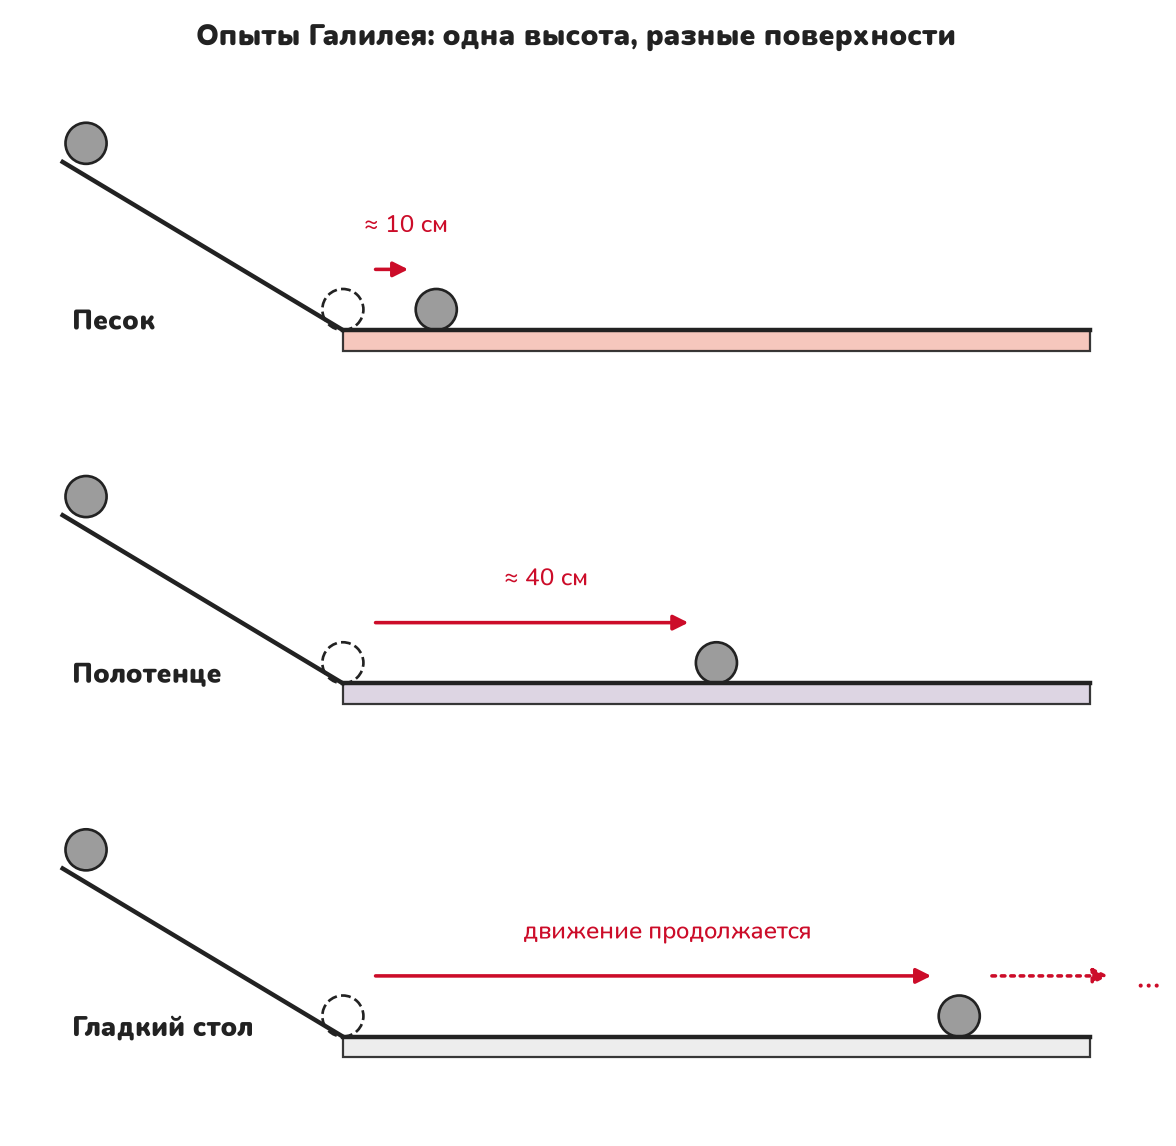 Опыты Галилея: одна высота, разные поверхности
≈ 10 см
Песок
≈ 40 см
Полотенце
движение продолжается
...
Гладкий стол